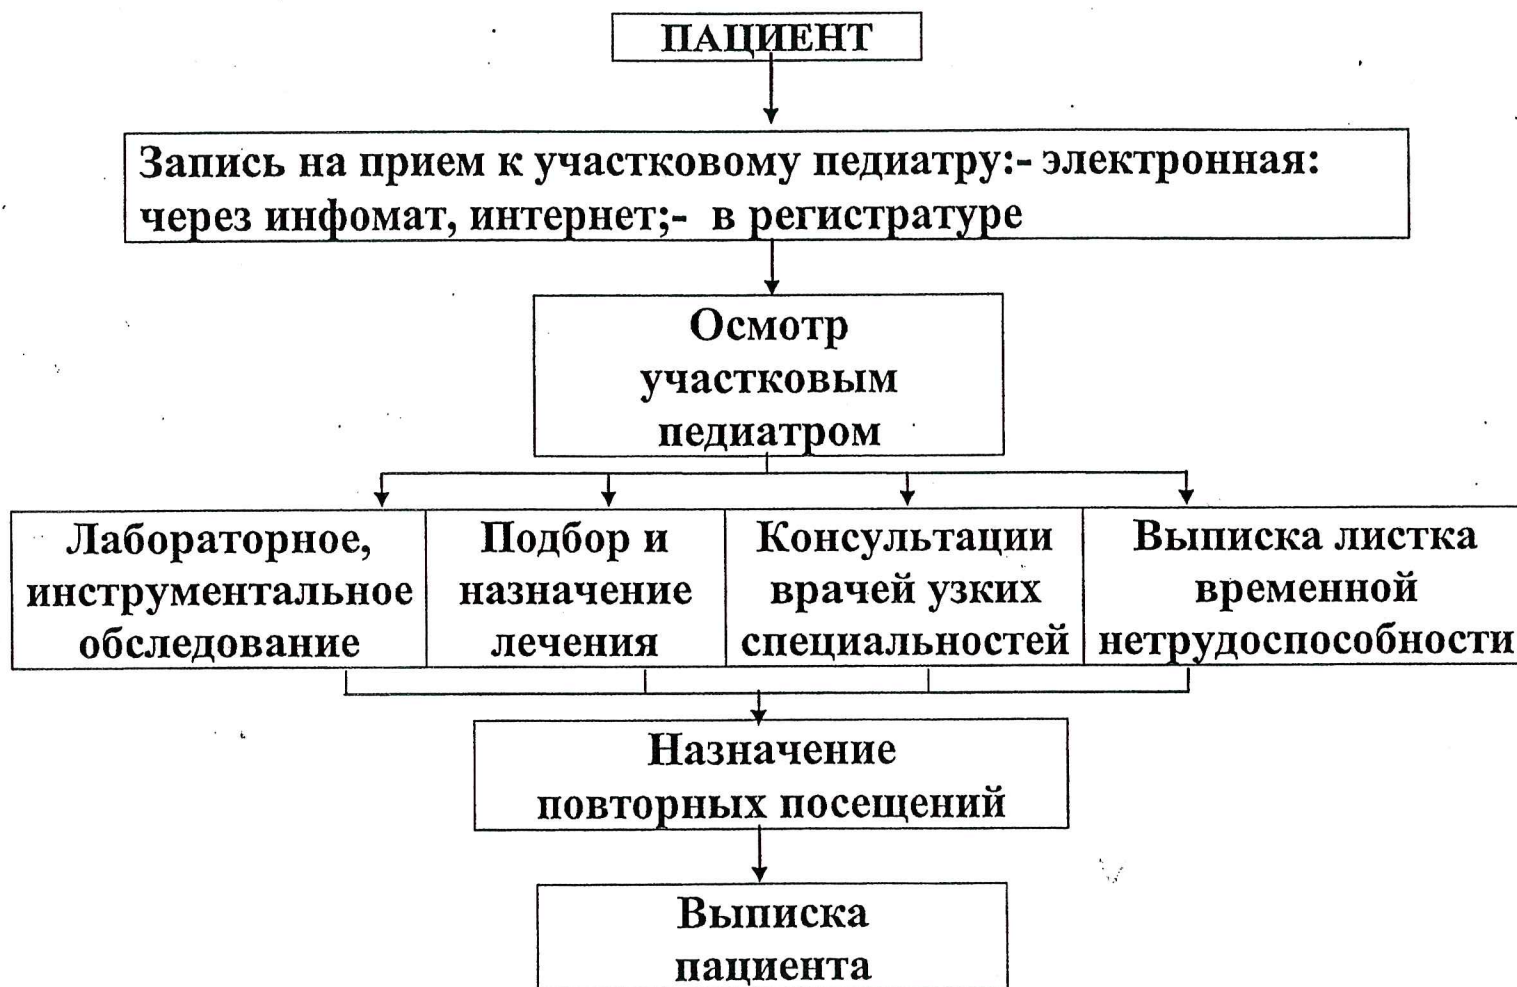 ПАЦИЕНТ
Запись на прием к участковому педиатру:- электронная:
через инфомат, интернет;- в регистратуре
Осмотр
участковым
педиатром
Лабораторное,
инструментальное
обследование
Подбор и
назначение
лечения
Консультации
врачей узких
специальностей
Выписка листка
временной
нетрудоспособности
Назначение
повторных посещений
Выписка
пациента